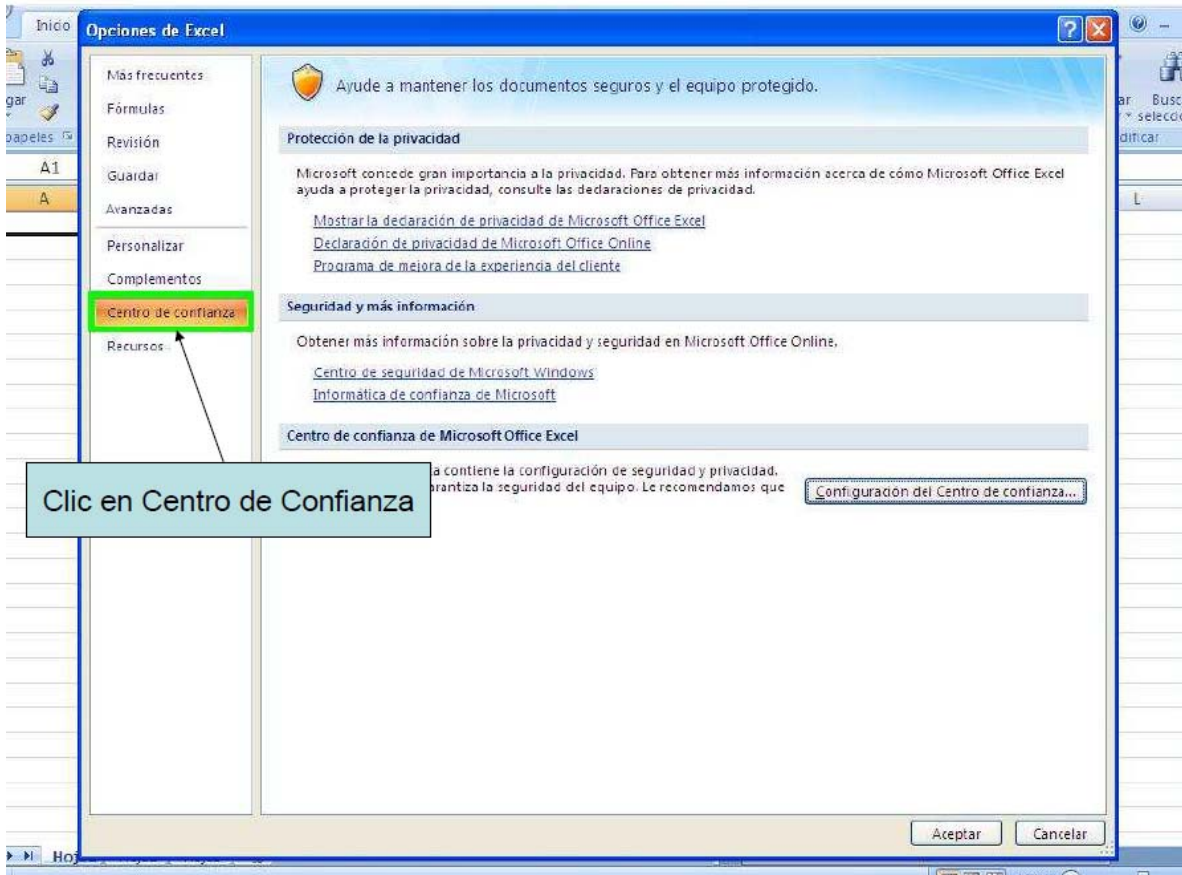 Inicio
Opciones de Excel
Más frecuentes
Fórmulas
Revisión
Guardar
Avanzadas
Personalizar
Complementos
Centro de confianza
Recursos
Ayude a mantener los documentos seguros y el equipo protegido.
Protección de la privacidad
Microsoft concede gran importancia a la privacidad. Para obtener más información acerca de cómo Microsoft Office Excel
ayuda a proteger la privacidad, consulte las declaraciones de privacidad.
Mostrar la declaración de privacidad de Microsoft Office Excel
Declaración de privacidad de Microsoft Office Online
Programa de mejora de la experiencia del cliente
Seguridad y más información
Obtener más información sobre la privacidad y seguridad en Microsoft Office Online.
Centro de seguridad de Microsoft Windows
Informática de confianza de Microsoft
Centro de confianza de Microsoft Office Excel
a contiene la configuración de seguridad y privacidad.
arantiza la seguridad del equipo. Le recomendamos que
Configuración del Centro de confianza...
Clic en Centro de Confianza
Aceptar
Cancelar
gar
papeles
A1
A
ar Busc
selecc
dificar
L
Hoj